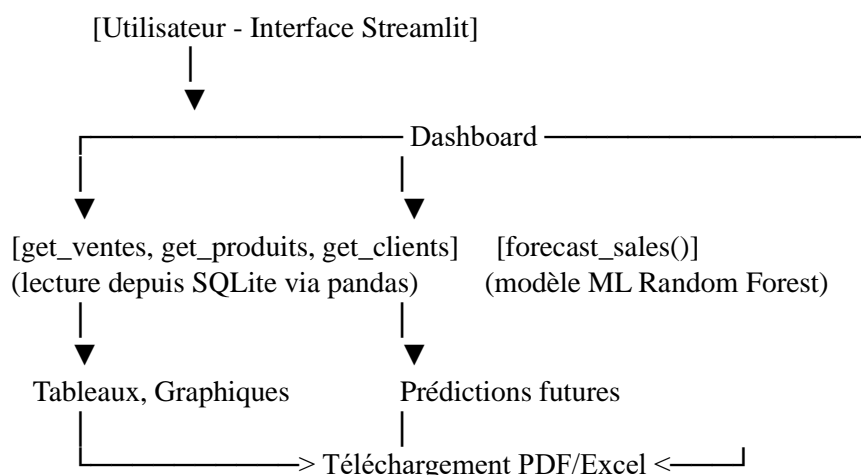 [Utilisateur - Interface Streamlit]
Dashboard
[get_ventes, get_produits, get_clients] [forecast_sales()]
(lecture depuis SQLite via pandas) (modèle ML Random Forest)
Tableaux, Graphiques Prédictions futures
> Téléchargement PDF/Excel <